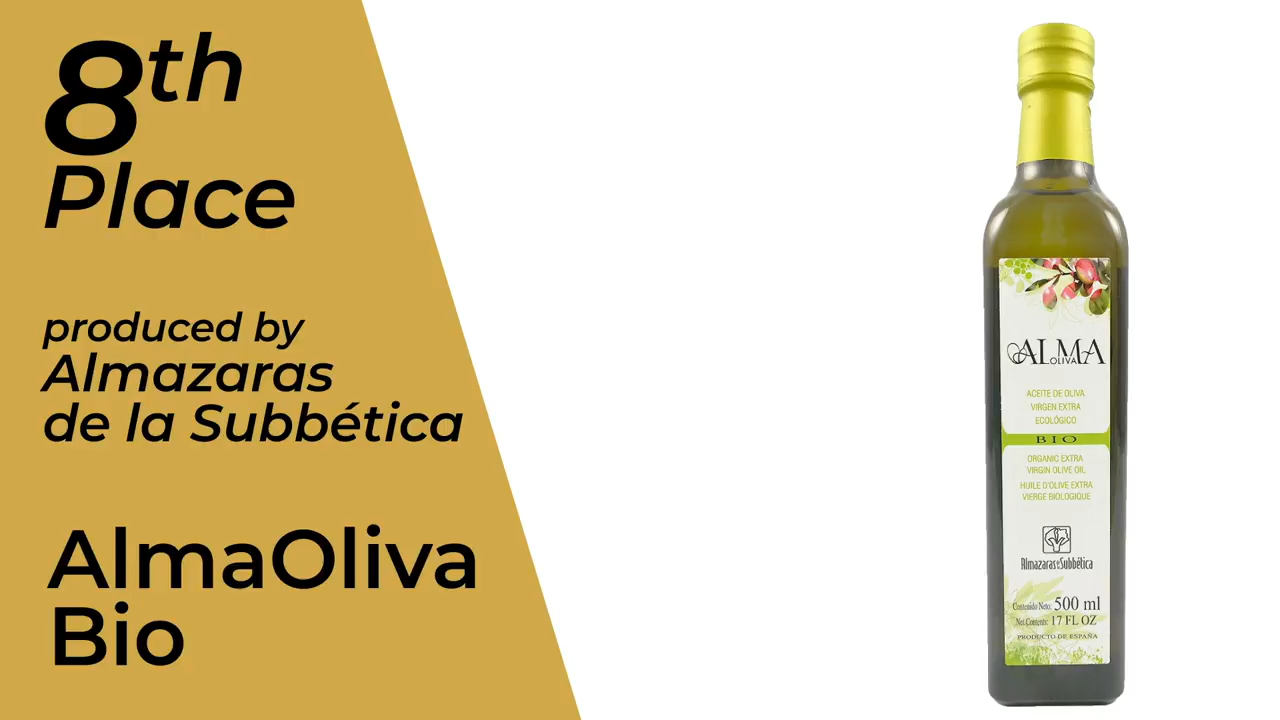 8th
Place
produced by
Almazaras
de la Subbética
AlmaOliva
Bio
ALMA
OLIVA
ACEITE DE OLIVA
VIRGEN EXTRA
ECOLÓGICO
BIO
ORGANIC EXTRA
VIRGIN OLIVE OIL
HUILE D'OLIVE EXTRA
VIERGE BIOLOGIQUE
Almazaras de Subbética
Contenido Neto: 500 ml
Net Contents: 17 FL OZ
PRODUCTO DE ESPAÑA